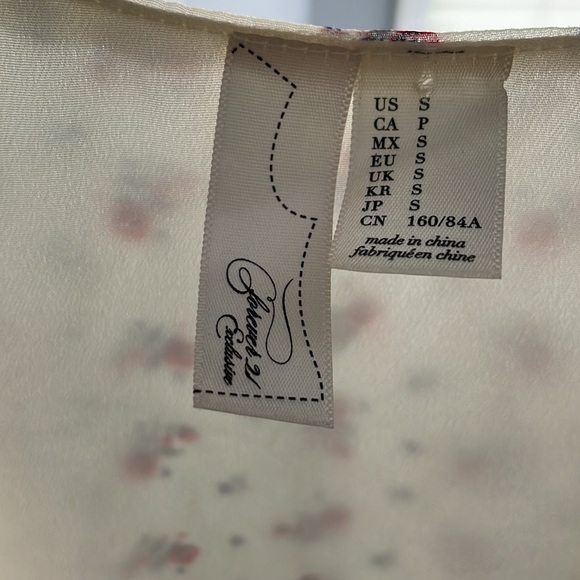 Forever 21
Exclusive
US S
CA P
MX S
EU S
UK S
KR S
JP S
CN 160/84A
made in china
fabriqué en chine